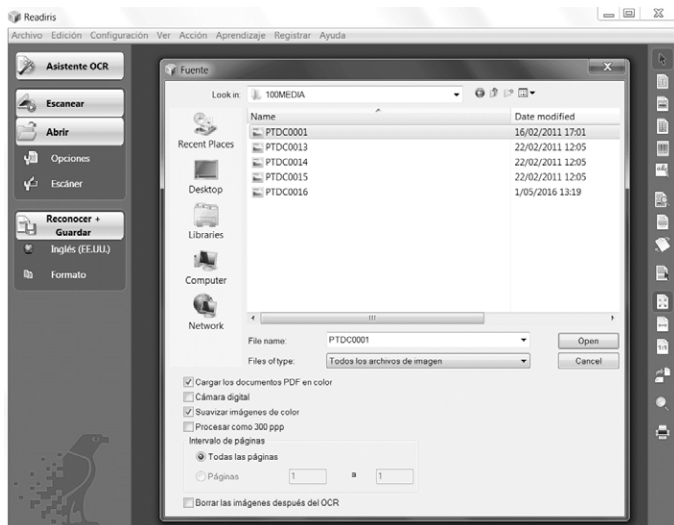 Readiris
Archivo Edición Configuración Ver Acción Aprendizaje Registrar Ayuda
Asistente OCR
Escanear
Abrir
Opciones
Escáner
Reconocer +
Guardar
Inglés (EE.UU.)
Formato
Fuente
Look in: 100MEDIA
Name Date modified
PTDC0001 16/02/2011 17:01
PTDC0013 22/02/2011 12:05
PTDC0014 22/02/2011 12:05
PTDC0015 22/02/2011 12:05
PTDC0016 1/05/2016 13:19
Recent Places
Desktop
Libraries
Computer
Network
File name: PTDC0001 Open
Files of type: Todos los archivos de imagen Cancel
Cargar los documentos PDF en color
Cámara digital
Suavizar imágenes de color
Procesar como 300 ppp
Intervalo de páginas
Todas las páginas
Páginas 1 a 1
Borrar las imágenes después del OCR